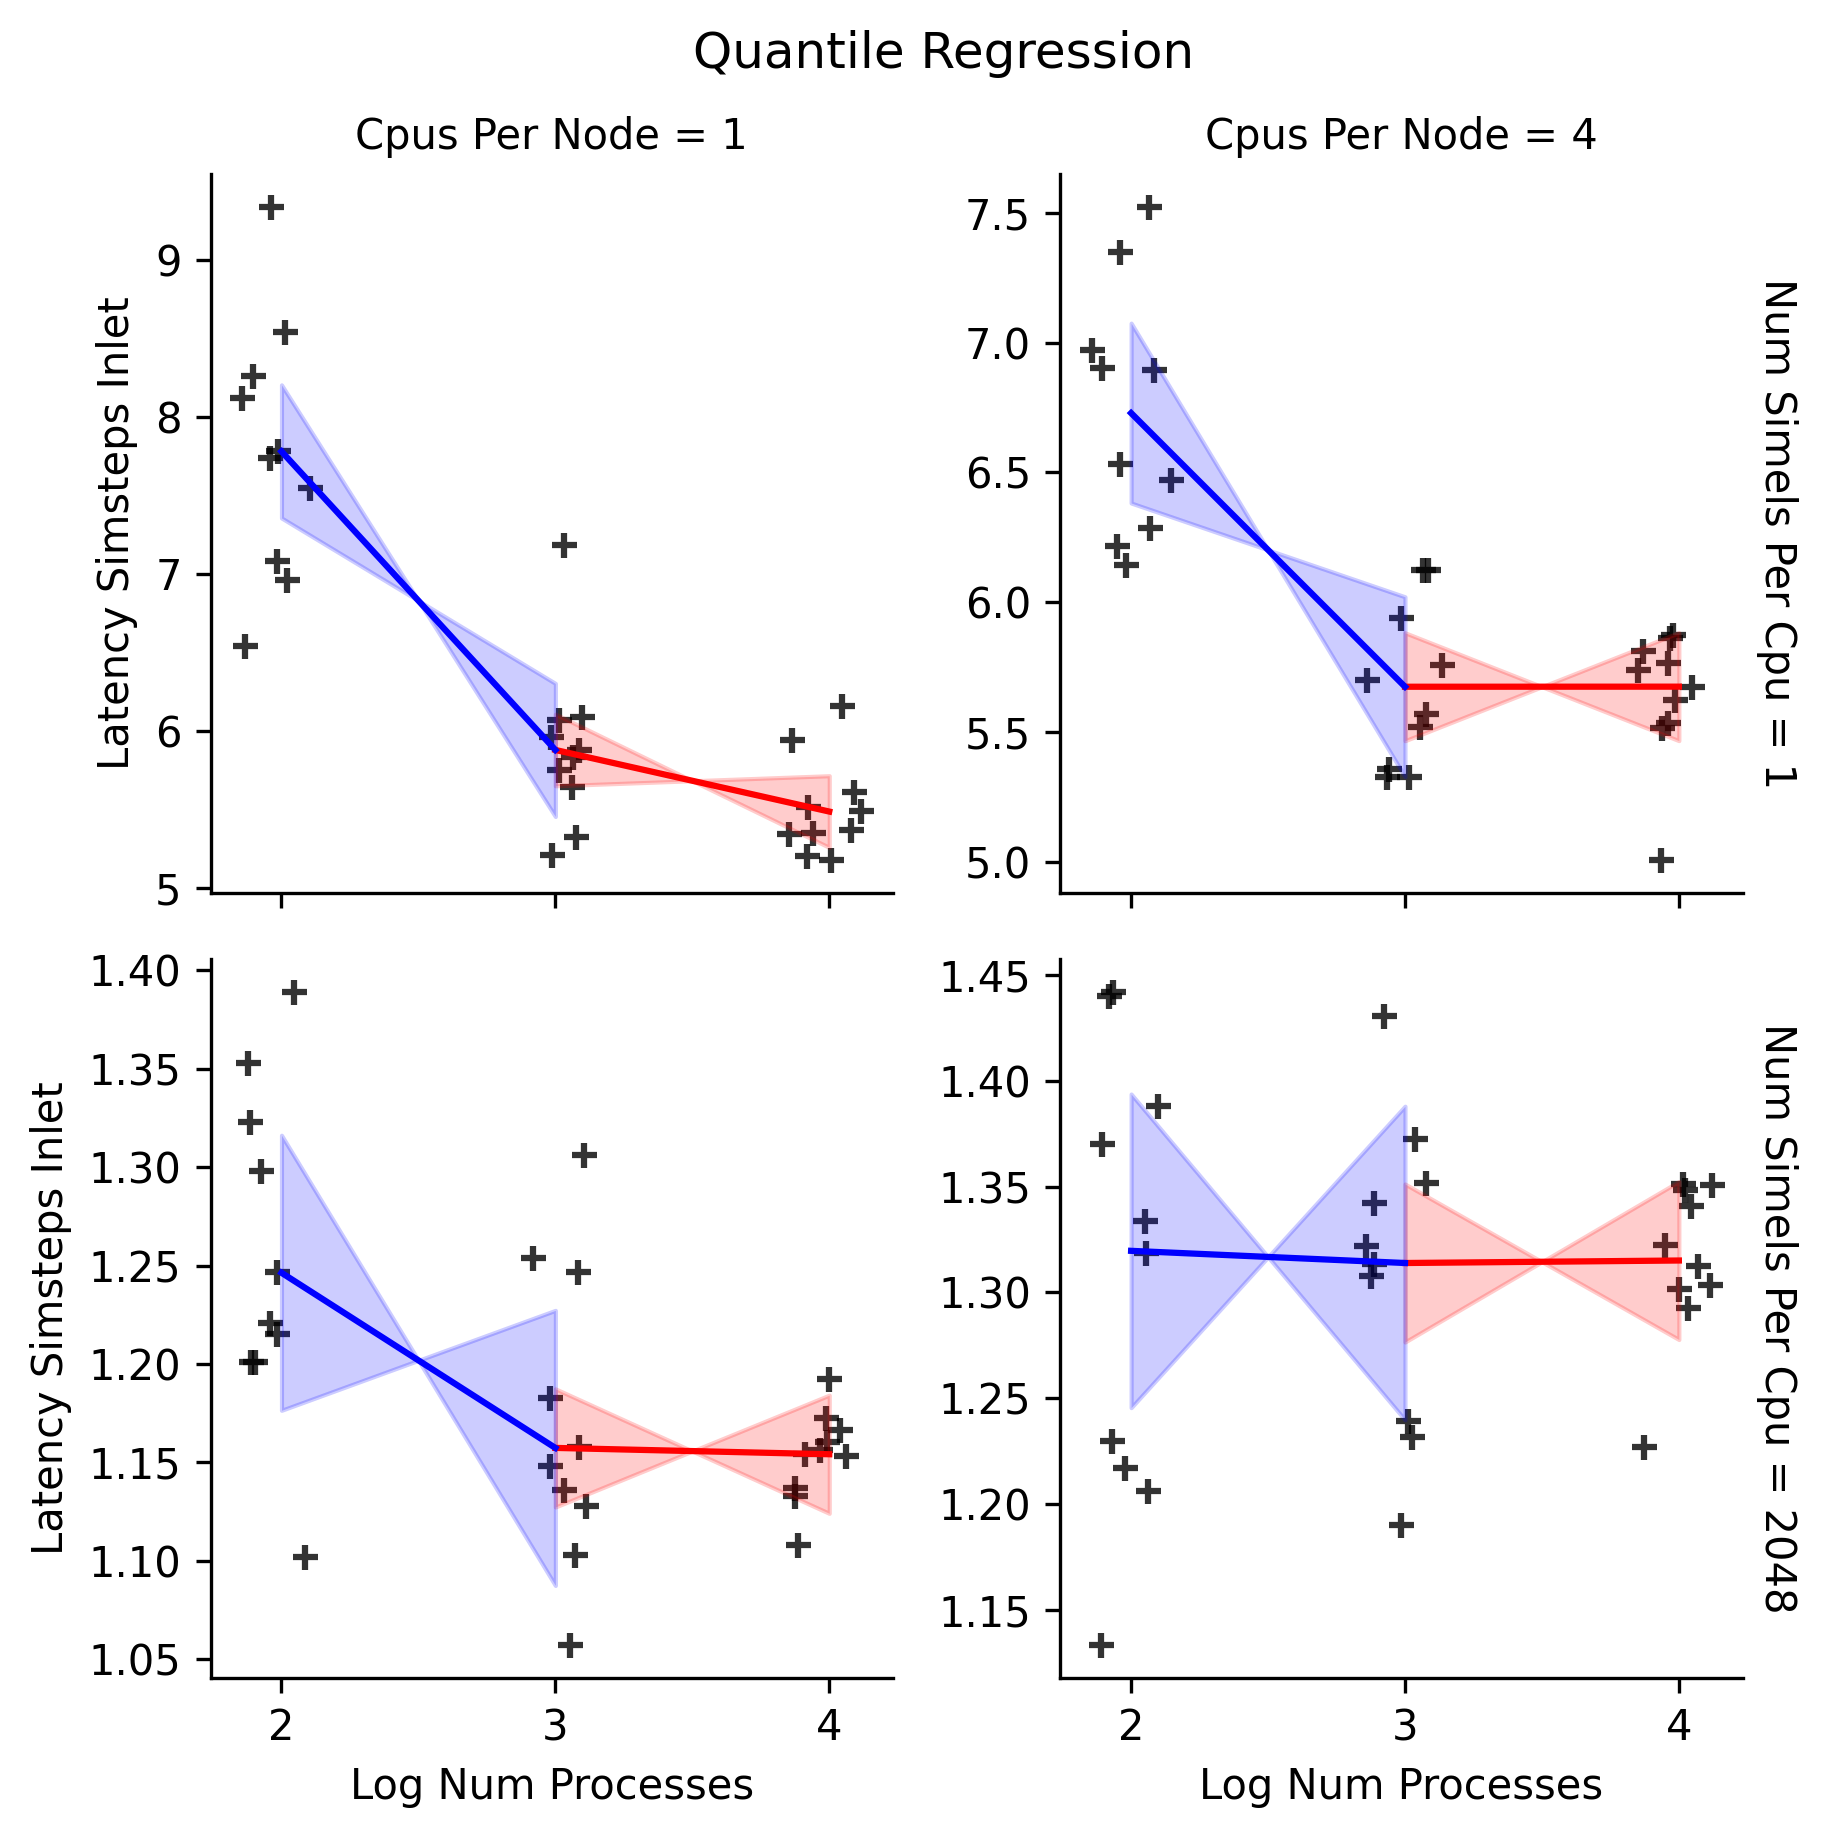 Quantile Regression
Cpus Per Node = 1
Cpus Per Node = 4
Latency Simsteps Inlet
9
8
7
6
5
7.5
7.0
6.5
6.0
5.5
5.0
Num Simels Per Cpu = 1
Latency Simsteps Inlet
1.40
1.35
1.30
1.25
1.20
1.15
1.10
1.05
2 3 4
Log Num Processes
1.45
1.40
1.35
1.30
1.25
1.20
1.15
2 3 4
Log Num Processes
Num Simels Per Cpu = 2048